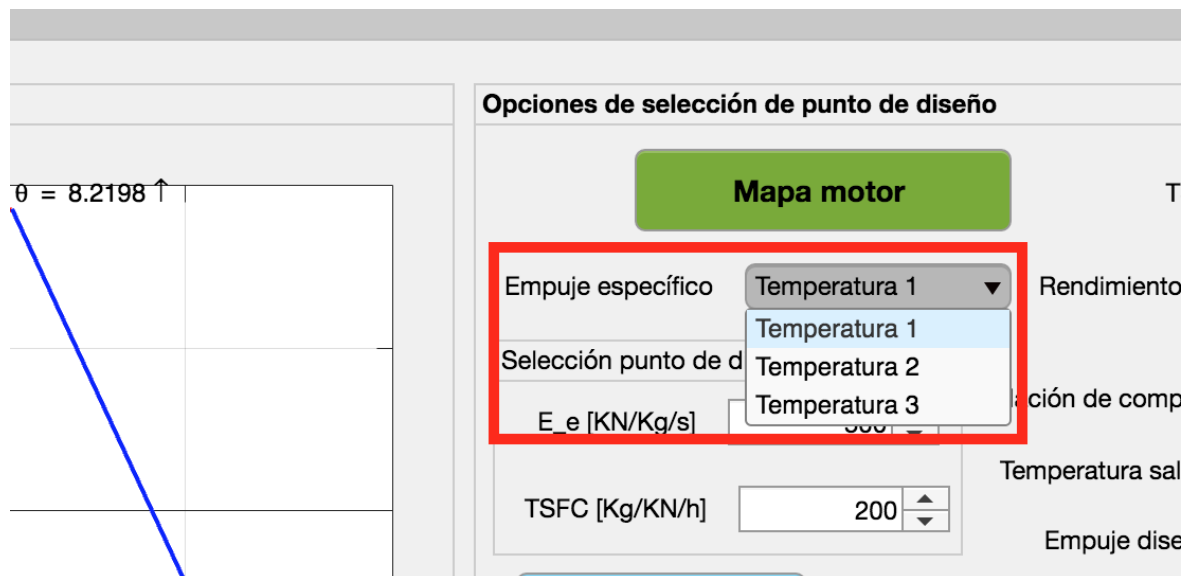 Opciones de selección de punto de diseño
θ = 8.2198 ↑
Mapa motor
T
Empuje específico
Temperatura 1
Rendimiento
Temperatura 1
Selección punto de d
Temperatura 2
Temperatura 3
ación de comp
E_e [KN/Kg/s]
Temperatura sal
TSFC [Kg/KN/h]
200
Empuje dise